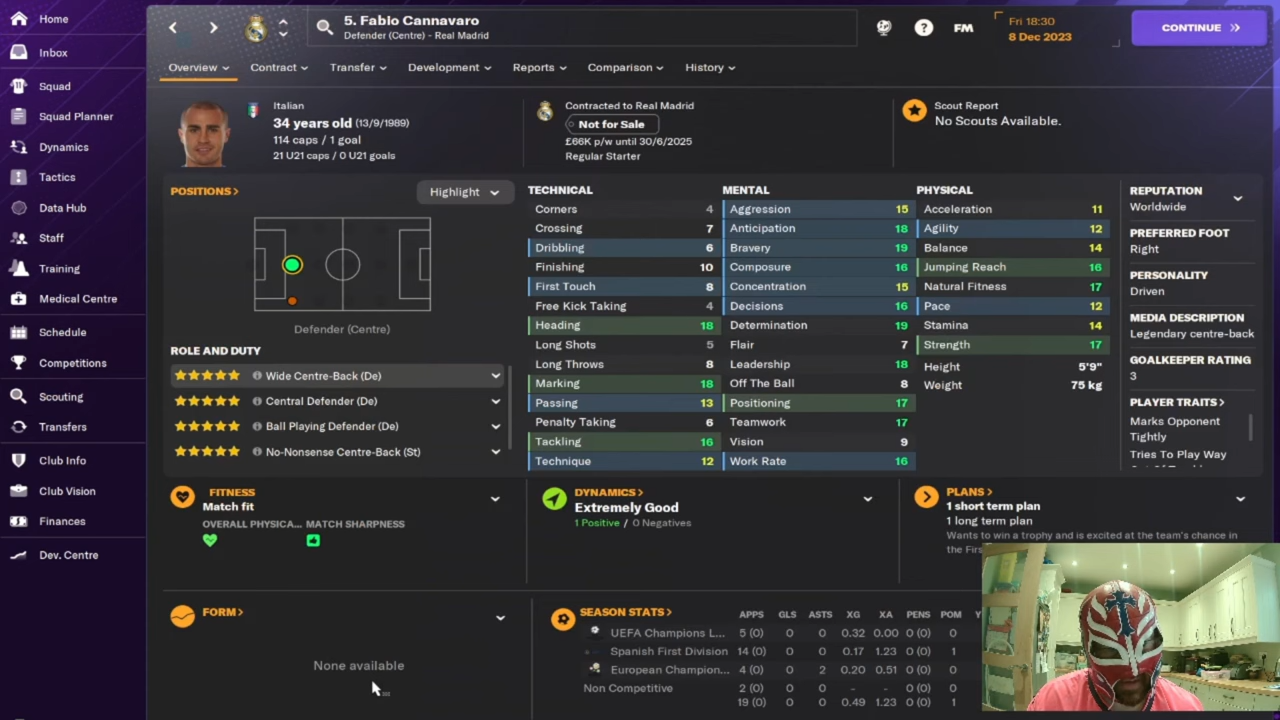 Home
Inbox
Squad
Squad Planner
Dynamics
Tactics
Data Hub
Staff
Training
Medical Centre
Schedule
Competitions
Scouting
Transfers
Club Info
Club Vision
Finances
Dev. Centre
5. Fabio Cannavaro
Defender (Centre) - Real Madrid
?
FM
Fri 18:30
8 Dec 2023
CONTINUE
Overview Contract Transfer Development Reports Comparison History
Italian
34 years old (13/9/1989)
114 caps / 1 goal
21 U21 caps / 0 U21 goals
Contracted to Real Madrid
Not for Sale
£66K p/w until 30/6/2025
Regular Starter
Scout Report
No Scouts Available.
POSITIONS
Highlight
Defender (Centre)
ROLE AND DUTY
Wide Centre-Back (De)
Central Defender (De)
Ball Playing Defender (De)
No-Nonsense Centre-Back (St)
TECHNICAL
Corners 4
Crossing 7
Dribbling 6
Finishing 10
First Touch 8
Free Kick Taking 4
Heading 18
Long Shots 5
Long Throws 8
Marking 18
Passing 13
Penalty Taking 6
Tackling 16
Technique 12
MENTAL
Aggression 15
Anticipation 18
Bravery 19
Composure 16
Concentration 15
Decisions 16
Determination 19
Flair 7
Leadership 18
Off The Ball 8
Positioning 17
Teamwork 17
Vision 9
Work Rate 16
PHYSICAL
Acceleration 11
Agility 12
Balance 14
Jumping Reach 16
Natural Fitness 17
Pace 12
Stamina 14
Strength 17
Height 5'9"
Weight 75 kg
REPUTATION
Worldwide
PREFERRED FOOT
Right
PERSONALITY
Driven
MEDIA DESCRIPTION
Legendary centre-back
GOALKEEPER RATING
3
PLAYER TRAITS
Marks Opponent
Tightly
Tries To Play Way
FITNESS
Match fit
OVERALL PHYSICA... MATCH SHARPNESS
DYNAMICS
Extremely Good
1 Positive / 0 Negatives
PLANS
1 short term plan
1 long term plan
Wants to win a trophy and is excited at the team's chance in
the Firs
FORM
None available
SEASON STATS APPS GLS ASTS XG XA PENS POM Y
UEFA Champions L... 5 (0) 0 0 0.32 0.00 0 (0) 0
Spanish First Division 14 (0) 0 0 0.17 1.23 0 (0) 1
European Champion... 4 (0) 0 2 0.20 0.51 0 (0) 0
Non Competitive 2 (0) 0 0 - - 0 (0) 0
19 (0) 0 0 0.49 1.23 0 (0) 1